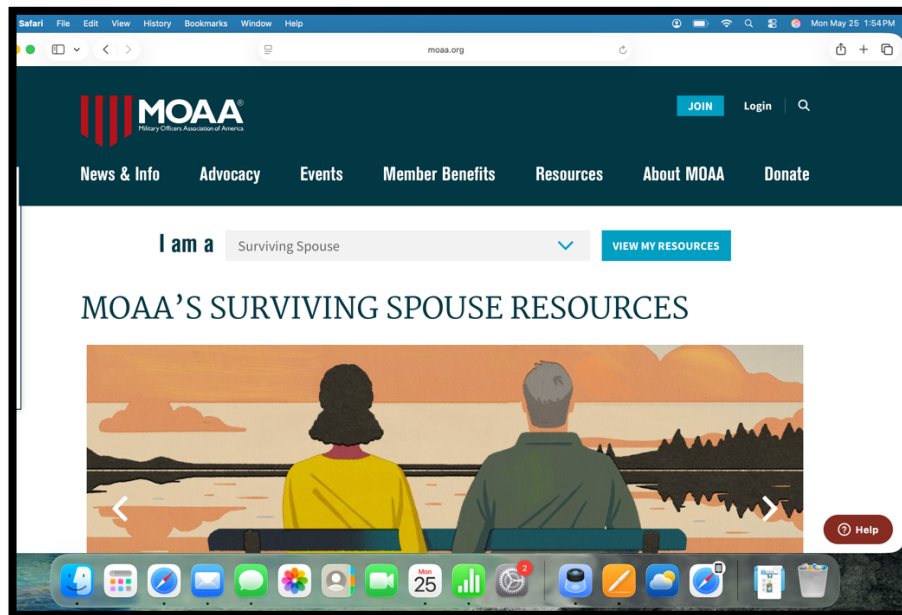 Safari File Edit View History Bookmarks Window Help Mon May 25 1:54 PM
moaa.org
MOAA®
Military Officers Association of America
JOIN Login
News & Info Advocacy Events Member Benefits Resources About MOAA Donate
I am a Surviving Spouse VIEW MY RESOURCES
MOAA'S SURVIVING SPOUSE RESOURCES
? Help
Mon
25
2